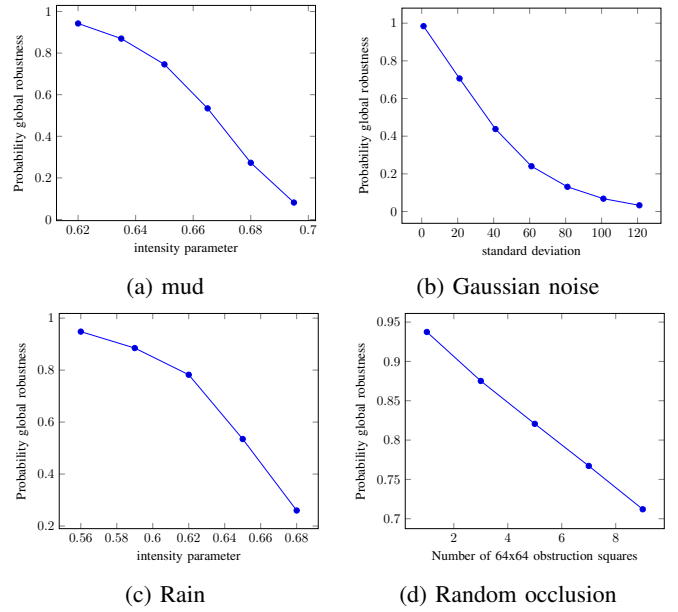 Probability global robustness
1
0.8
0.6
0.4
0.2
0
0.62 0.64 0.66 0.68 0.7
intensity parameter
(a) mud
Probability global robustness
1
0.8
0.6
0.4
0.2
0
0 20 40 60 80 100 120
standard deviation
(b) Gaussian noise
Probability global robustness
1
0.8
0.6
0.4
0.2
0.56 0.58 0.6 0.62 0.64 0.66 0.68
intensity parameter
(c) Rain
Probability global robustness
0.95
0.9
0.85
0.8
0.75
0.7
2 4 6 8
Number of 64x64 obstruction squares
(d) Random occlusion